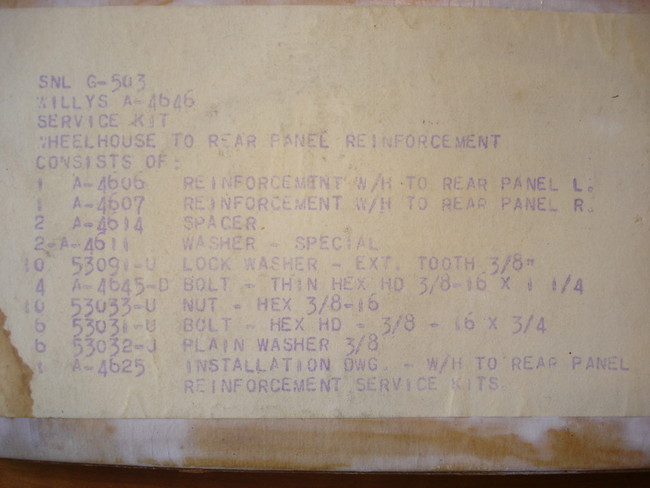 SNL G-503
WILLYS A-4646
SERVICE KIT
WHEELHOUSE TO REAR PANEL REINFORCEMENT
CONSISTS OF:
1 A-4606 REINFORCEMENT W/H TO REAR PANEL L.
1 A-4607 REINFORCEMENT W/H TO REAR PANEL R.
2 A-4614 SPACER.
2-A-4611 WASHER - SPECIAL
10 53091-U LOCK WASHER - EXT. TOOTH 3/8"
4 A-4645-D BOLT - THIN HEX HD 3/8-16 X 1 1/4
10 53033-U NUT - HEX 3/8-16
6 53031-U BOLT - HEX HD - 3/8 - 16 X 3/4
6 53032-U PLAIN WASHER 3/8
1 A-4625 INSTALLATION DWG. - W/H TO REAR PANEL
REINFORCEMENT SERVICE KITS.